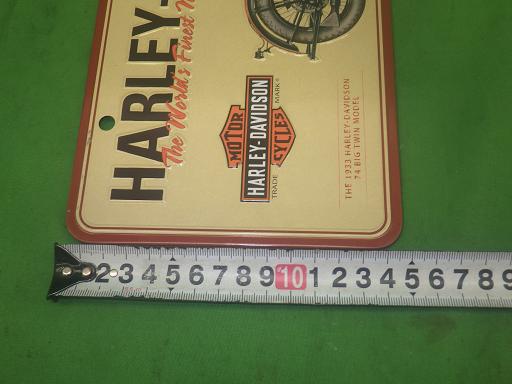 HARLEY-
The World's Finest
MOTOR
HARLEY-DAVIDSON
CYCLES
TRADE MARK®
THE 1933 HARLEY-DAVIDSON
74 BIG TWIN MODEL
2 3 4 5 6 7 8 9 10 1 2 3 4 5 6 7 8 9